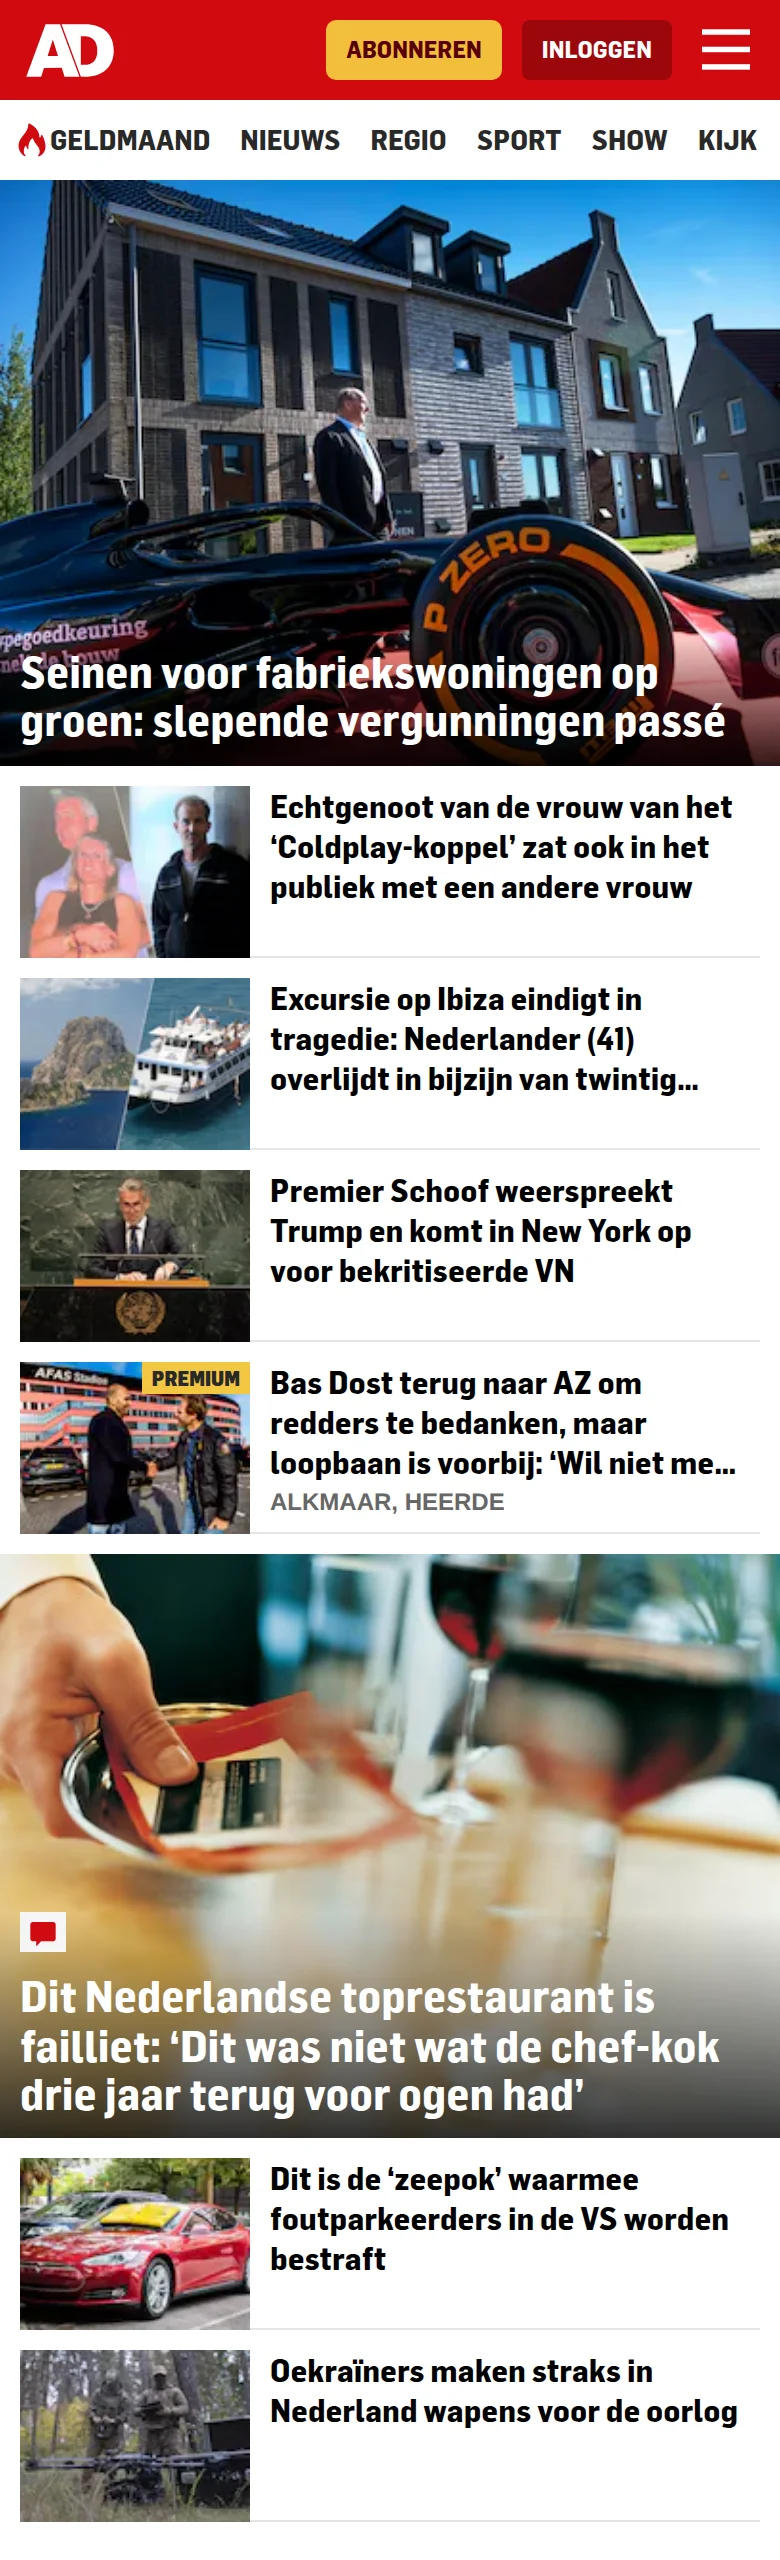 AD
ABONNEREN
INLOGGEN
GELDMAAND NIEUWS REGIO SPORT SHOW KIJK
P ZERO
ypegoedkeuring
Seinen voor fabriekswoningen op
groen: slepende vergunningen passé
Echtgenoot van de vrouw van het
‘Coldplay-koppel’ zat ook in het
publiek met een andere vrouw
Excursie op Ibiza eindigt in
tragedie: Nederlander (41)
overlijdt in bijzijn van twintig...
Premier Schoof weerspreekt
Trump en komt in New York op
voor bekritiseerde VN
AFAS Stadion
PREMIUM
Bas Dost terug naar AZ om
redders te bedanken, maar
loopbaan is voorbij: ‘Wil niet me...
ALKMAAR, HEERDE
Dit Nederlandse toprestaurant is
failliet: ‘Dit was niet wat de chef-kok
drie jaar terug voor ogen had’
Dit is de ‘zeepok’ waarmee
foutparkeerders in de VS worden
bestraft
Oekraïners maken straks in
Nederland wapens voor de oorlog